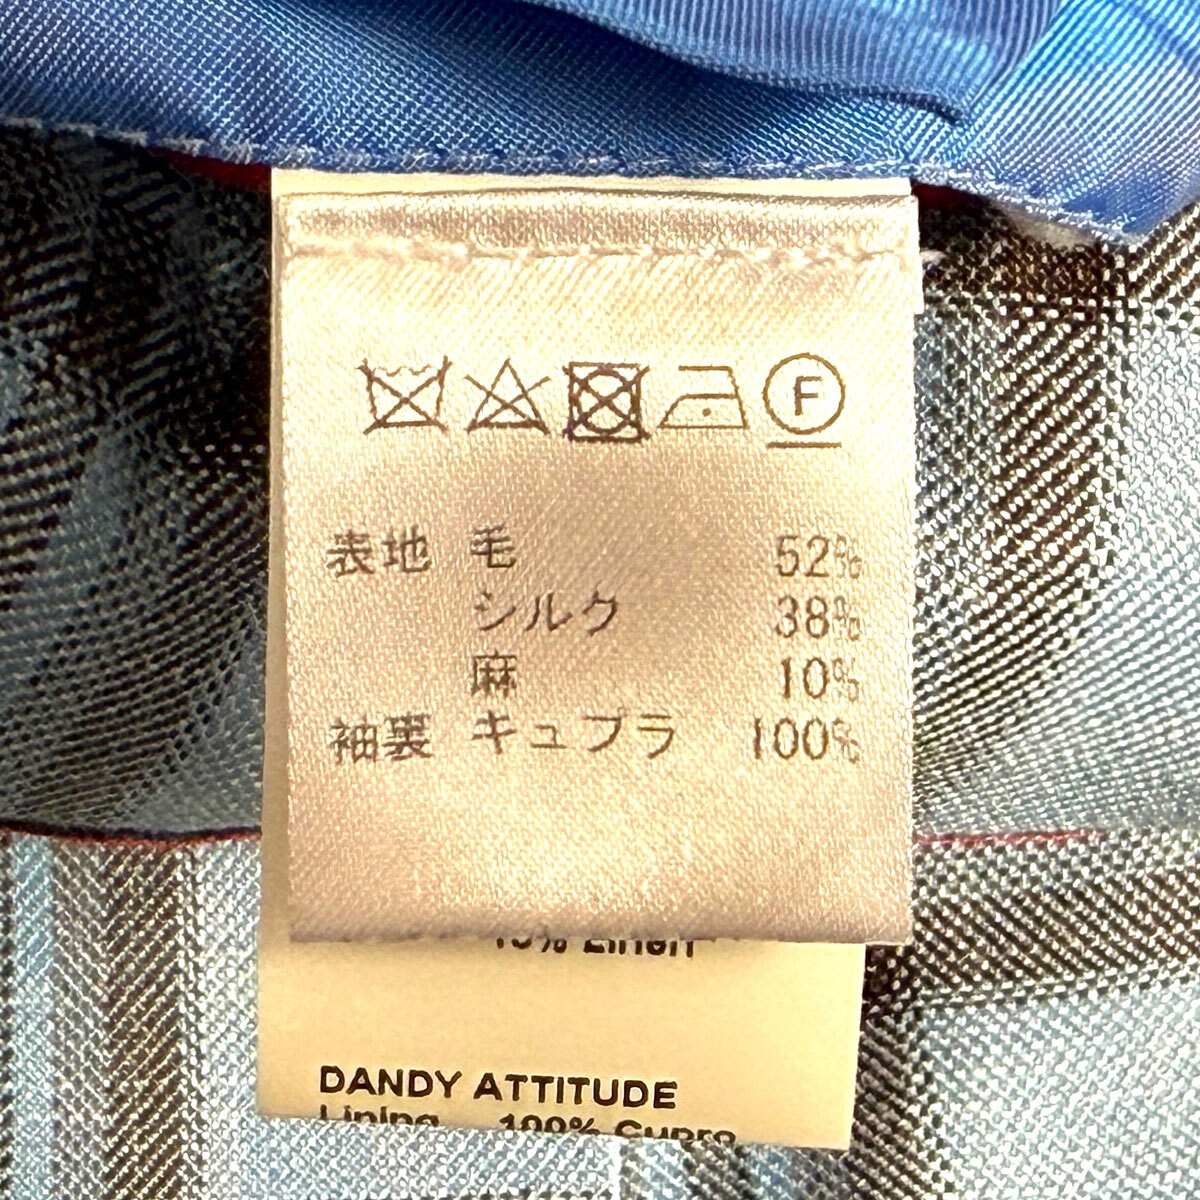 F
表地 毛 52%
シルク 38%
麻 10%
袖裏 キュプラ 100%
10% Linen
DANDY ATTITUDE
Lining 100% Cupro